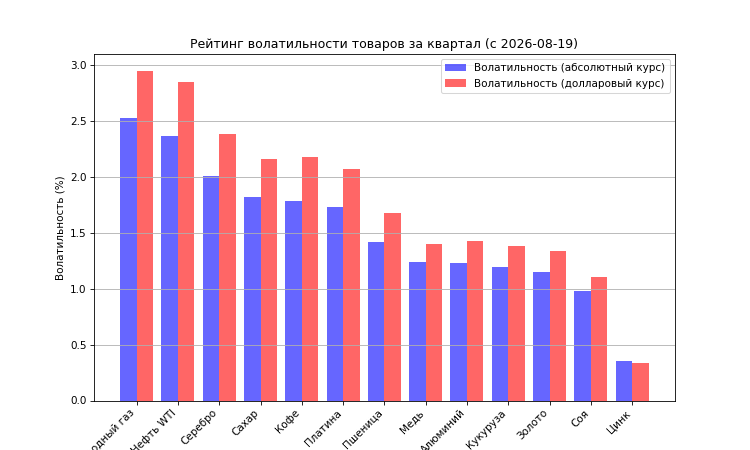 Рейтинг волатильности товаров за квартал (с 2026-08-19)
Волатильность (абсолютный курс)
Волатильность (долларовый курс)
Волатильность (%)
3.0
2.5
2.0
1.5
1.0
0.5
0.0
газ
Нефть WTI
Серебро
Сахар
Кофе
Платина
Пшеница
Медь
Алюминий
Кукуруза
Золото
Соя
Цинк